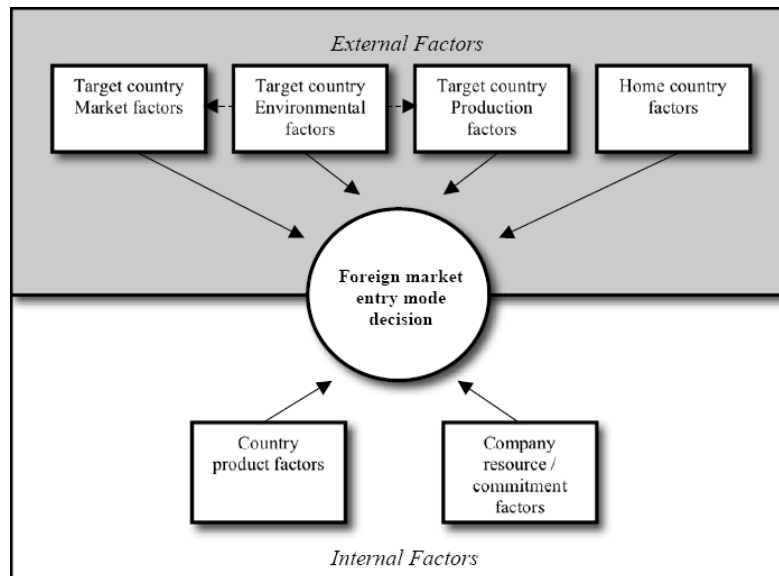 External Factors
Target country
Market factors
Target country
Environmental
factors
Target country
Production
factors
Home country
factors
Foreign market
entry mode
decision
Country
product factors
Company
resource /
commitment
factors
Internal Factors